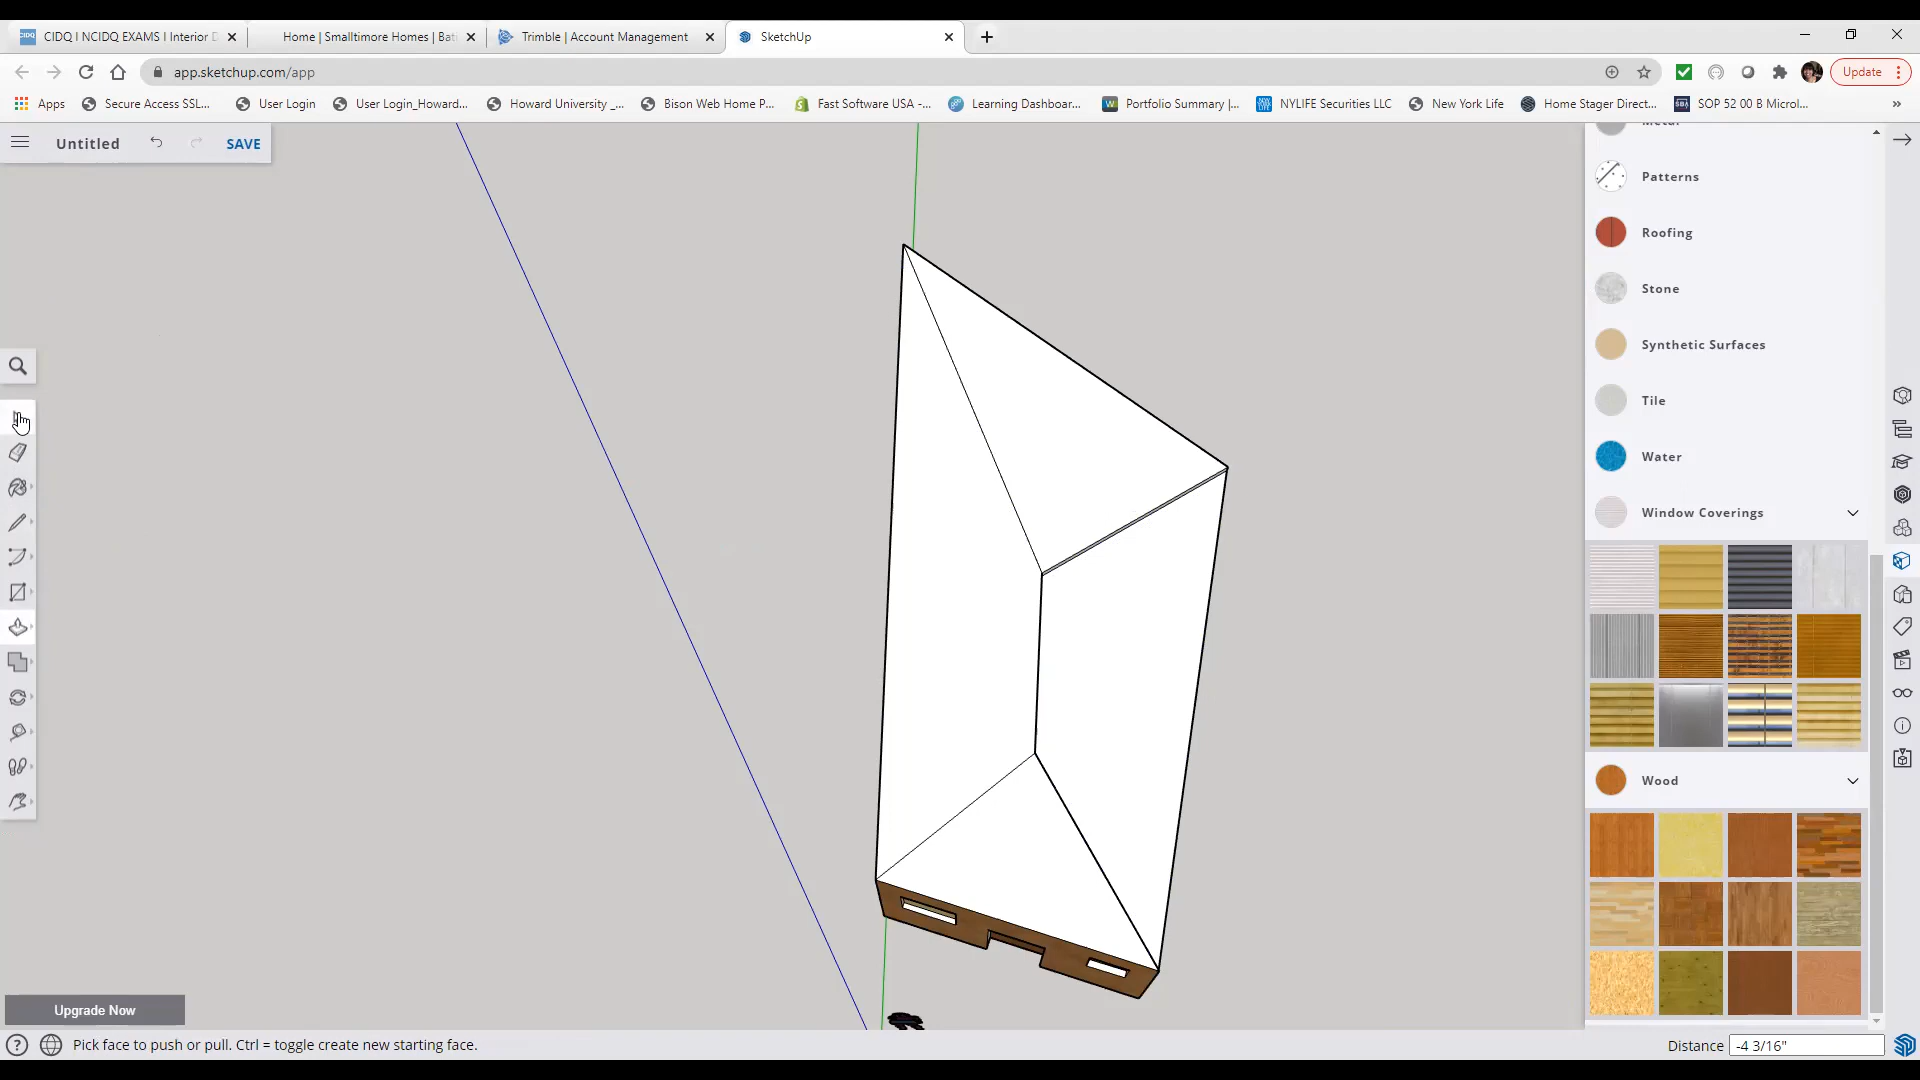 CIDQ I NCIDQ EXAMS I Interior D
Home | Smalltimore Homes | Balti
Trimble | Account Management
SketchUp
app.sketchup.com/app
Update
Apps
Secure Access SSL...
User Login
User Login_Howard...
Howard University _...
Bison Web Home P...
Fast Software USA -...
Learning Dashboar...
Portfolio Summary |...
NYLIFE Securities LLC
New York Life
Home Stager Direct...
SOP 52 00 B Microl...
Untitled
SAVE
Metal
Patterns
Roofing
Stone
Synthetic Surfaces
Tile
Water
Window Coverings
Wood
Upgrade Now
Pick face to push or pull. Ctrl = toggle create new starting face.
Distance
-4 3/16"